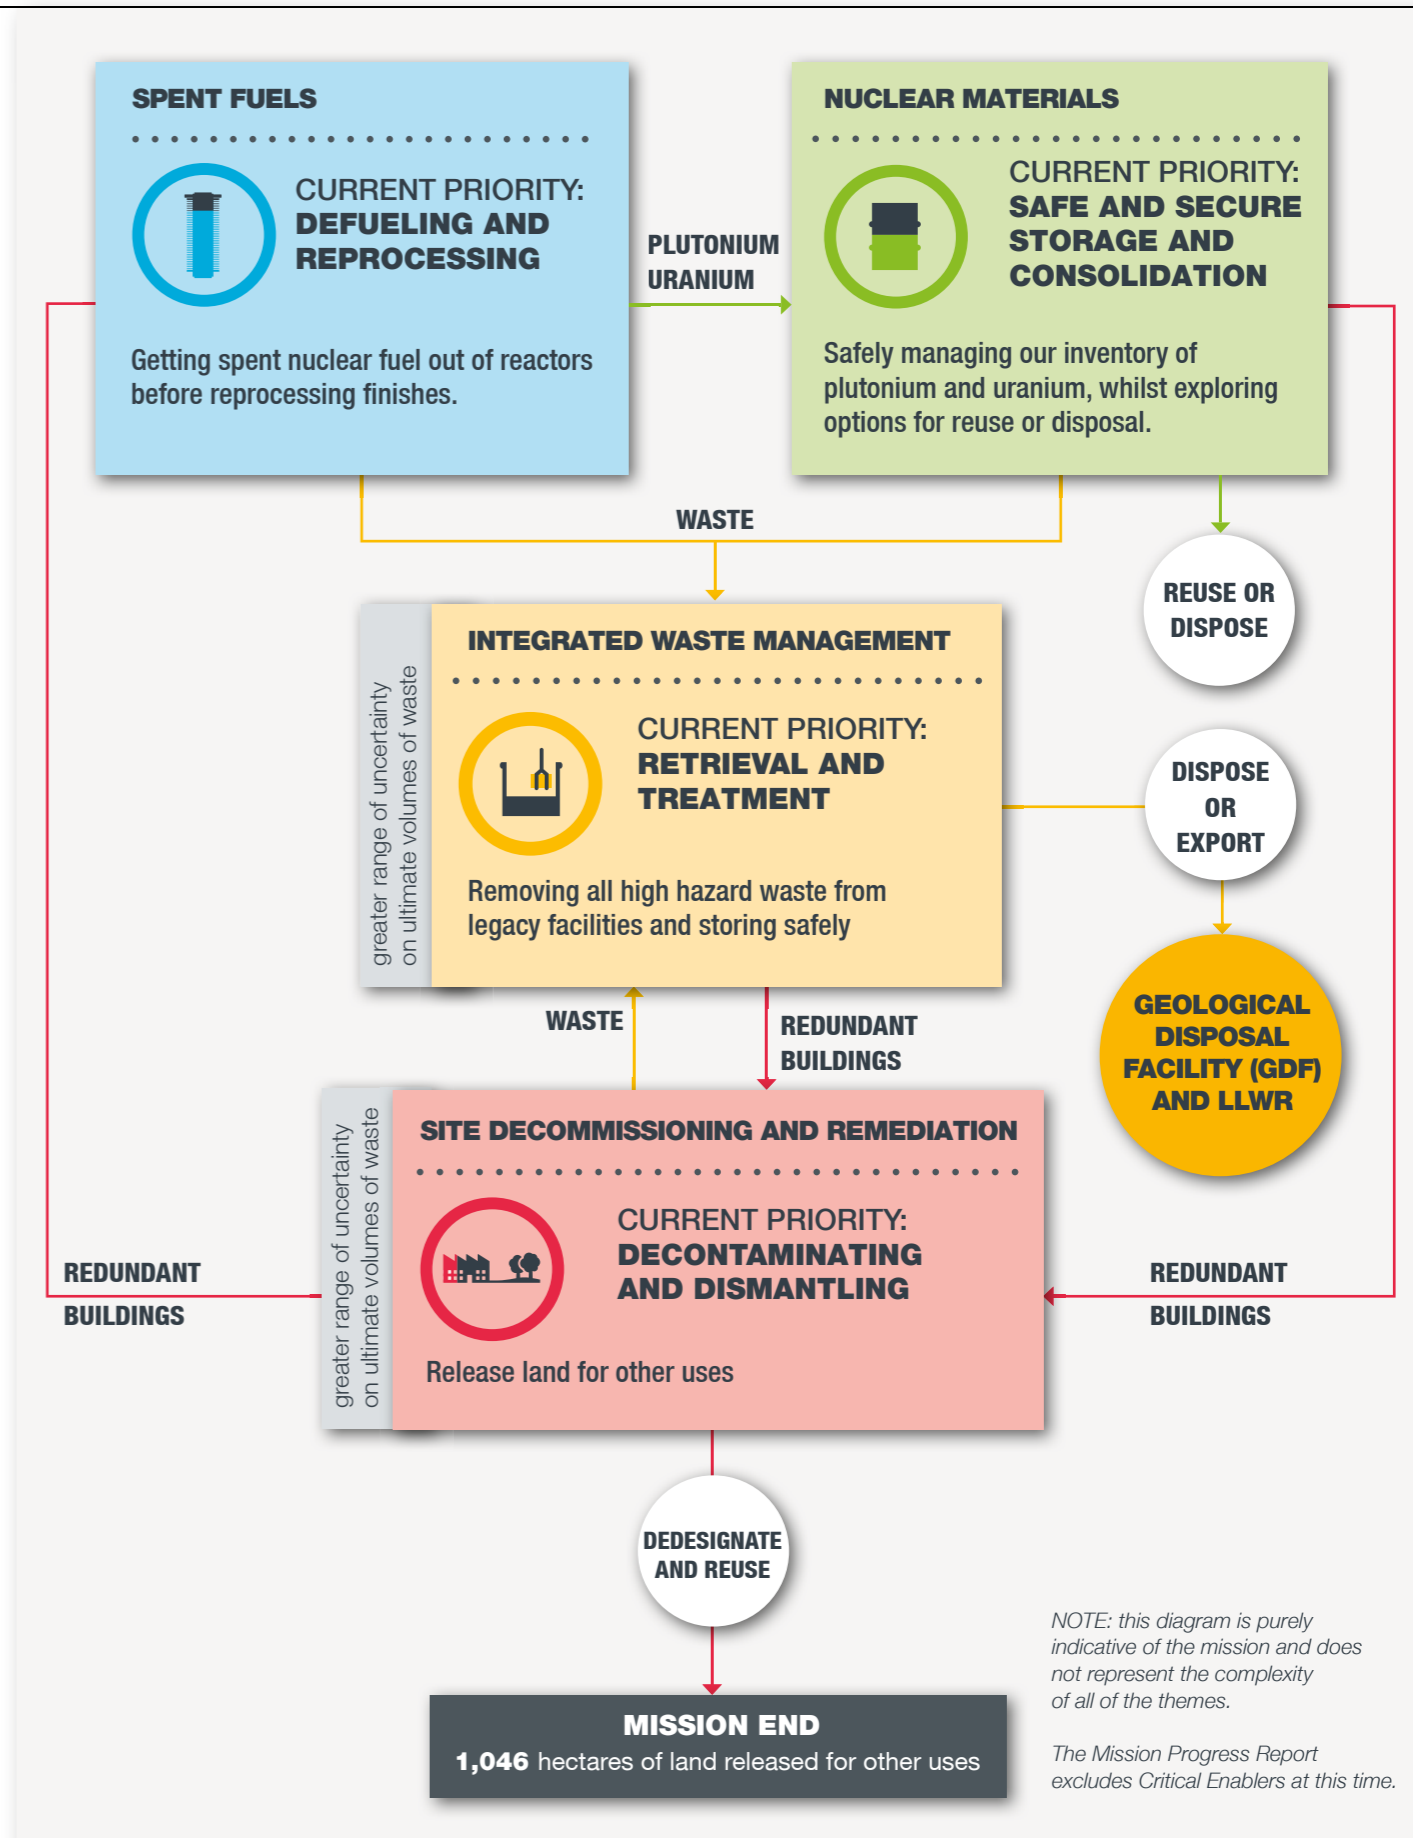 SPENT FUELS
CURRENT PRIORITY:
DEFUELING AND
REPROCESSING
Getting spent nuclear fuel out of reactors
before reprocessing finishes.
PLUTONIUM
URANIUM
NUCLEAR MATERIALS
CURRENT PRIORITY:
SAFE AND SECURE
STORAGE AND
CONSOLIDATION
Safely managing our inventory of
plutonium and uranium, whilst exploring
options for reuse or disposal.
WASTE
REUSE OR
DISPOSE
greater range of uncertainty
on ultimate volumes of waste
INTEGRATED WASTE MANAGEMENT
CURRENT PRIORITY:
RETRIEVAL AND
TREATMENT
Removing all high hazard waste from
legacy facilities and storing safely
DISPOSE
OR
EXPORT
GEOLOGICAL
DISPOSAL
FACILITY (GDF)
AND LLWR
WASTE
REDUNDANT
BUILDINGS
greater range of uncertainty
on ultimate volumes of waste
SITE DECOMMISSIONING AND REMEDIATION
CURRENT PRIORITY:
DECONTAMINATING
AND DISMANTLING
Release land for other uses
REDUNDANT
BUILDINGS
REDUNDANT
BUILDINGS
DEDESIGNATE
AND REUSE
MISSION END
1,046 hectares of land released for other uses
NOTE: this diagram is purely
indicative of the mission and does
not represent the complexity
of all of the themes.
The Mission Progress Report
excludes Critical Enablers at this time.